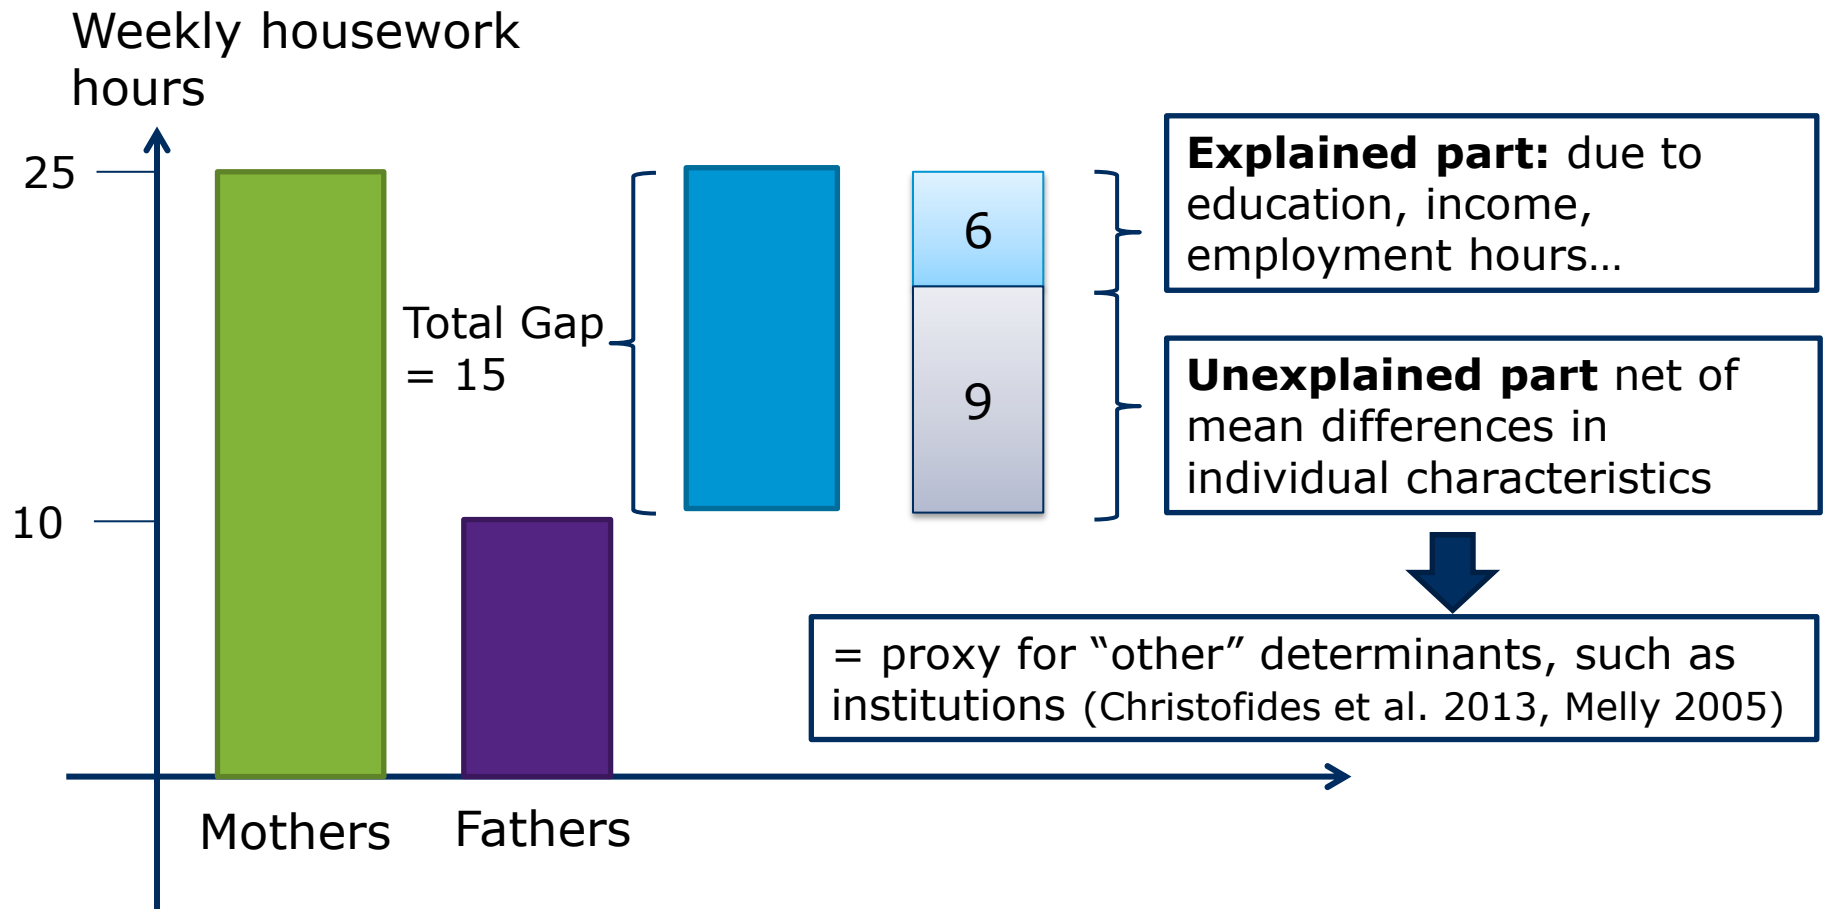 Weekly housework
hours
25
10
Total Gap
= 15
6
9
Explained part: due to
education, income,
employment hours…
Unexplained part net of
mean differences in
individual characteristics
= proxy for “other” determinants, such as
institutions (Christofides et al. 2013, Melly 2005)
Mothers
Fathers